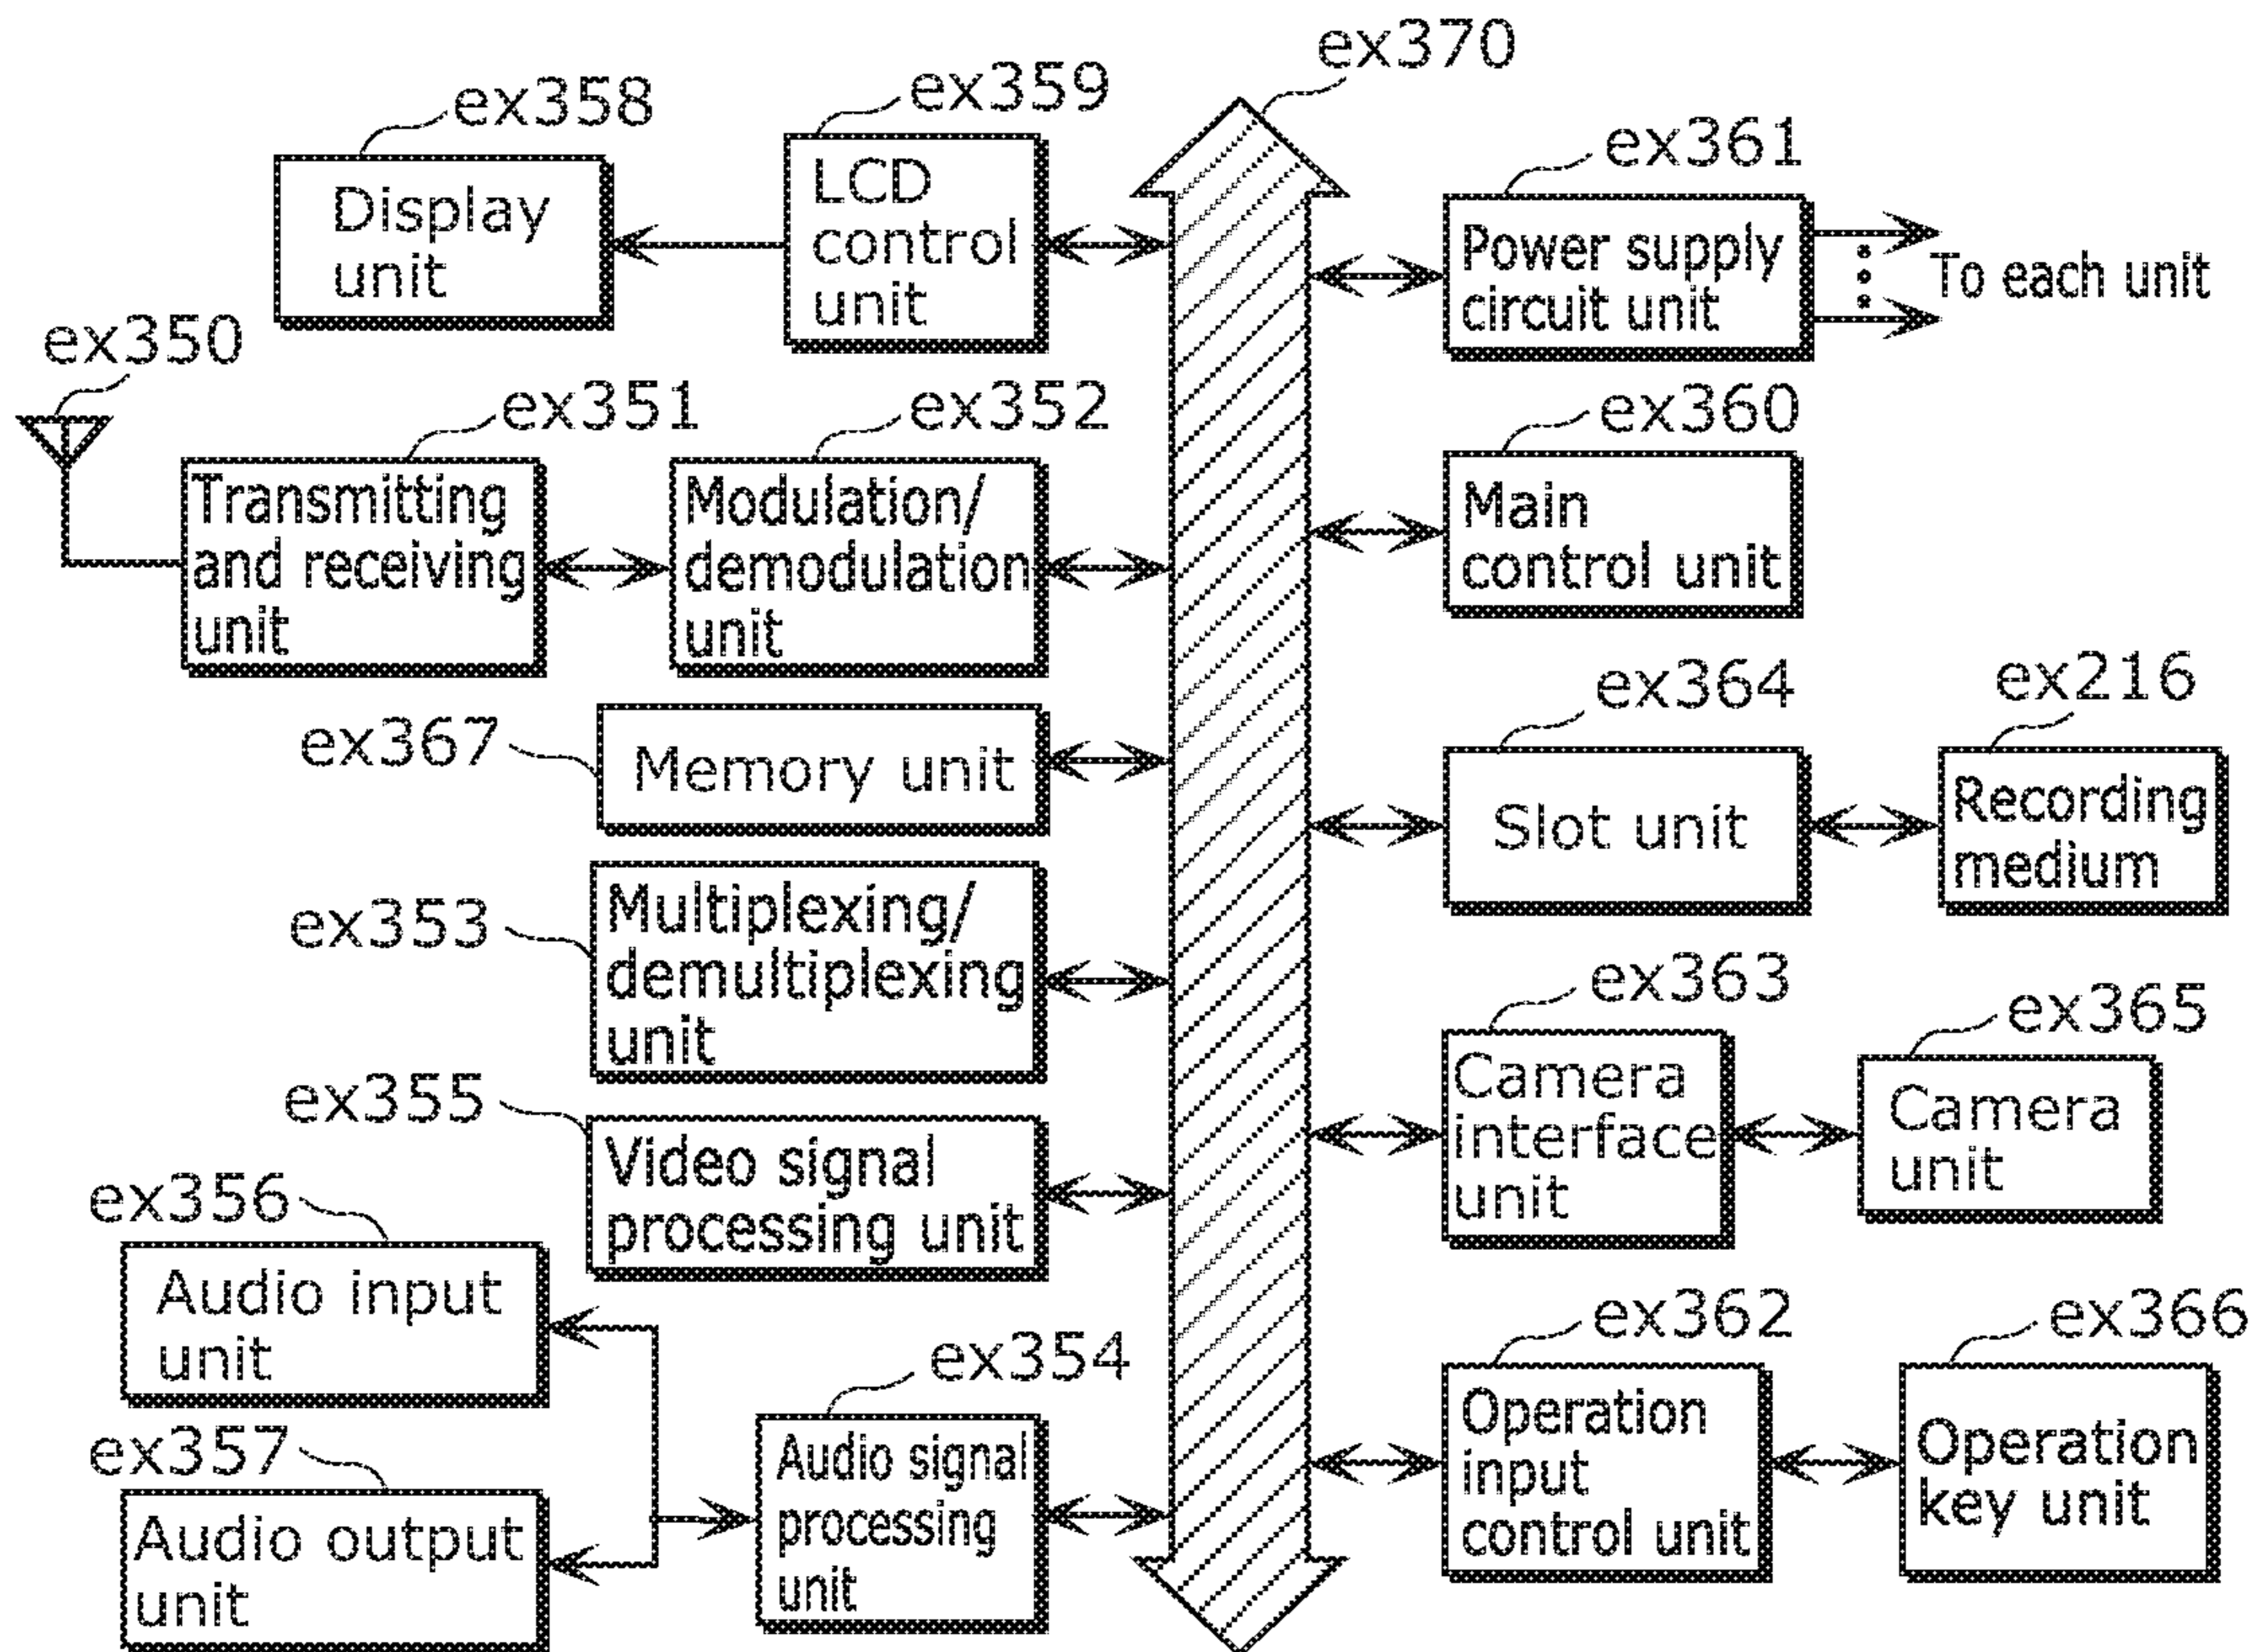 ex370
ex359
ex358
ex361
Display
unit
LCD
control
unit
Power supply
circuit unit
To each unit
ex350
ex351
ex352
ex360
Transmitting
and receiving
unit
Modulation/
demodulation
unit
Main
control unit
ex364
ex216
ex367
Memory unit
Slot unit
Recording
medium
ex353
Multiplexing/
demultiplexing
unit
ex363
ex365
Camera
interface
unit
Camera
unit
ex355
Video signal
processing unit
ex356
Audio input
unit
ex354
ex362
ex366
ex357
Audio output
unit
Audio signal
processing
unit
Operation
input
control unit
Operation
key unit